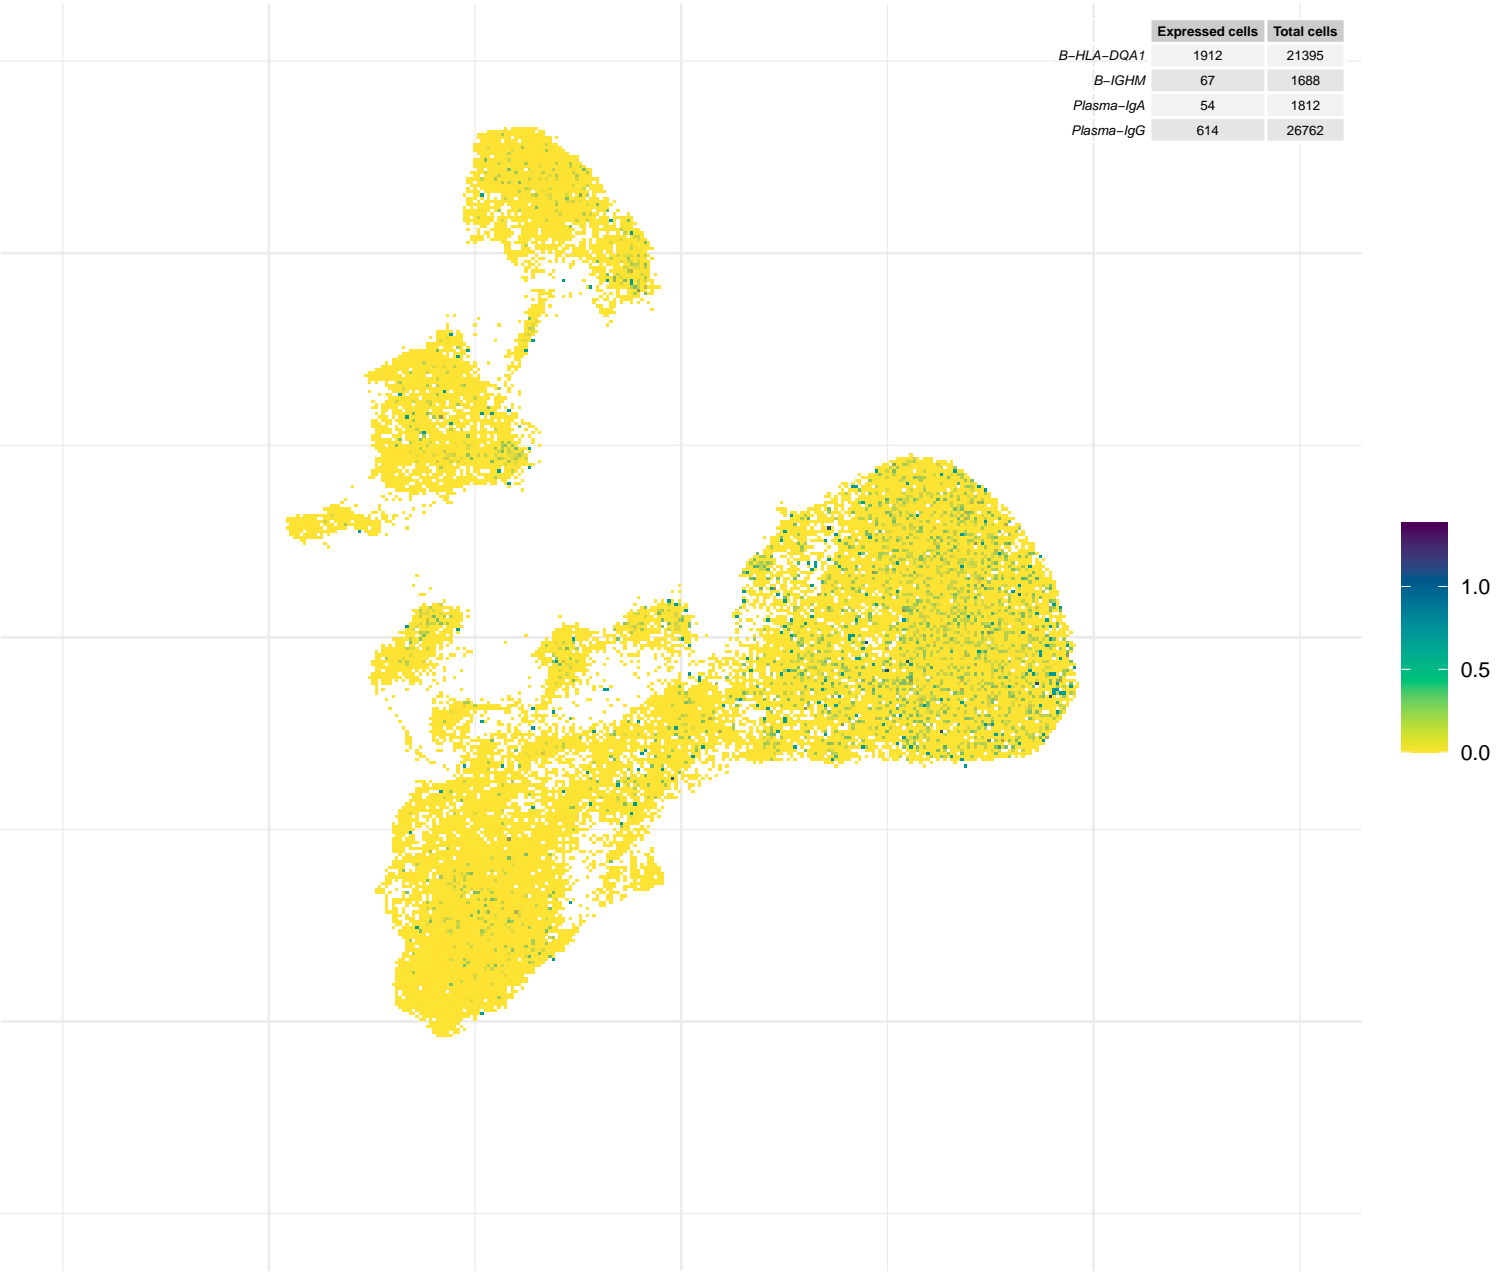 Expressed cells Total cells
B-HLA-DQA1 1912 21395
B-IGHM 67 1688
Plasma-IgA 54 1812
Plasma-IgG 614 26762
1.0
0.5
0.0